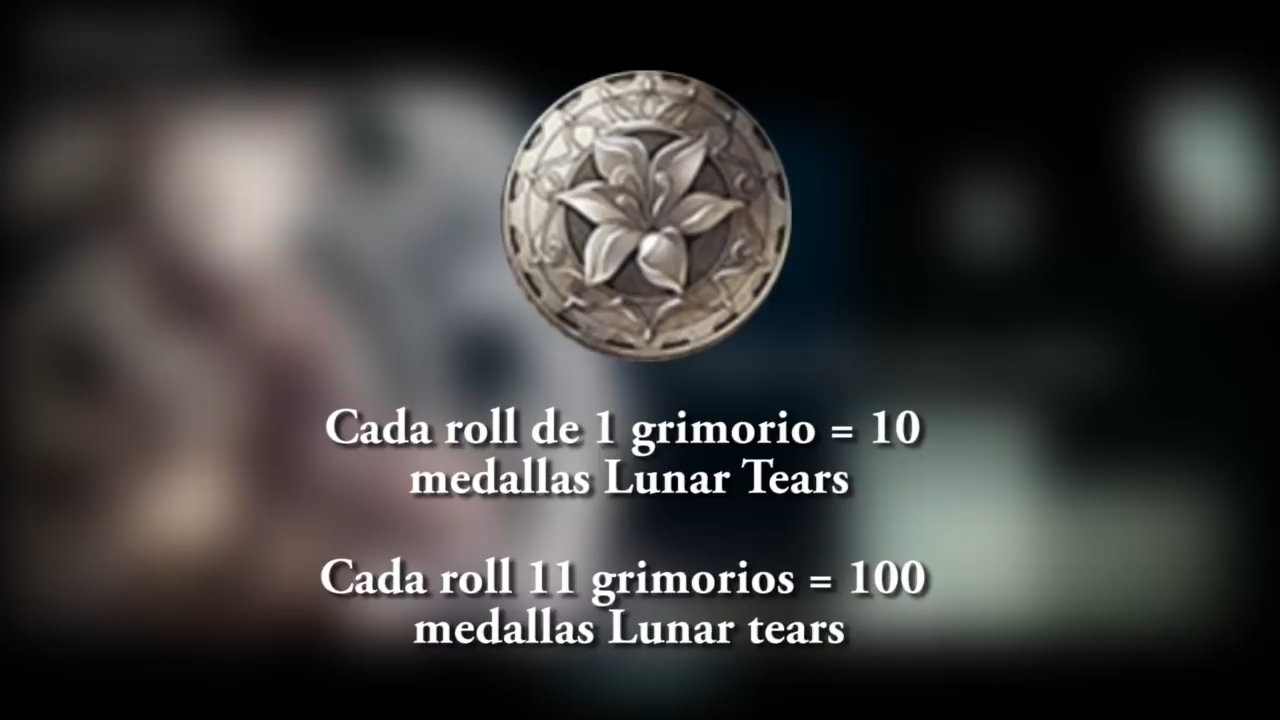 Cada roll de 1 grimorio = 10
medallas Lunar Tears
Cada roll 11 grimorios = 100
medallas Lunar tears